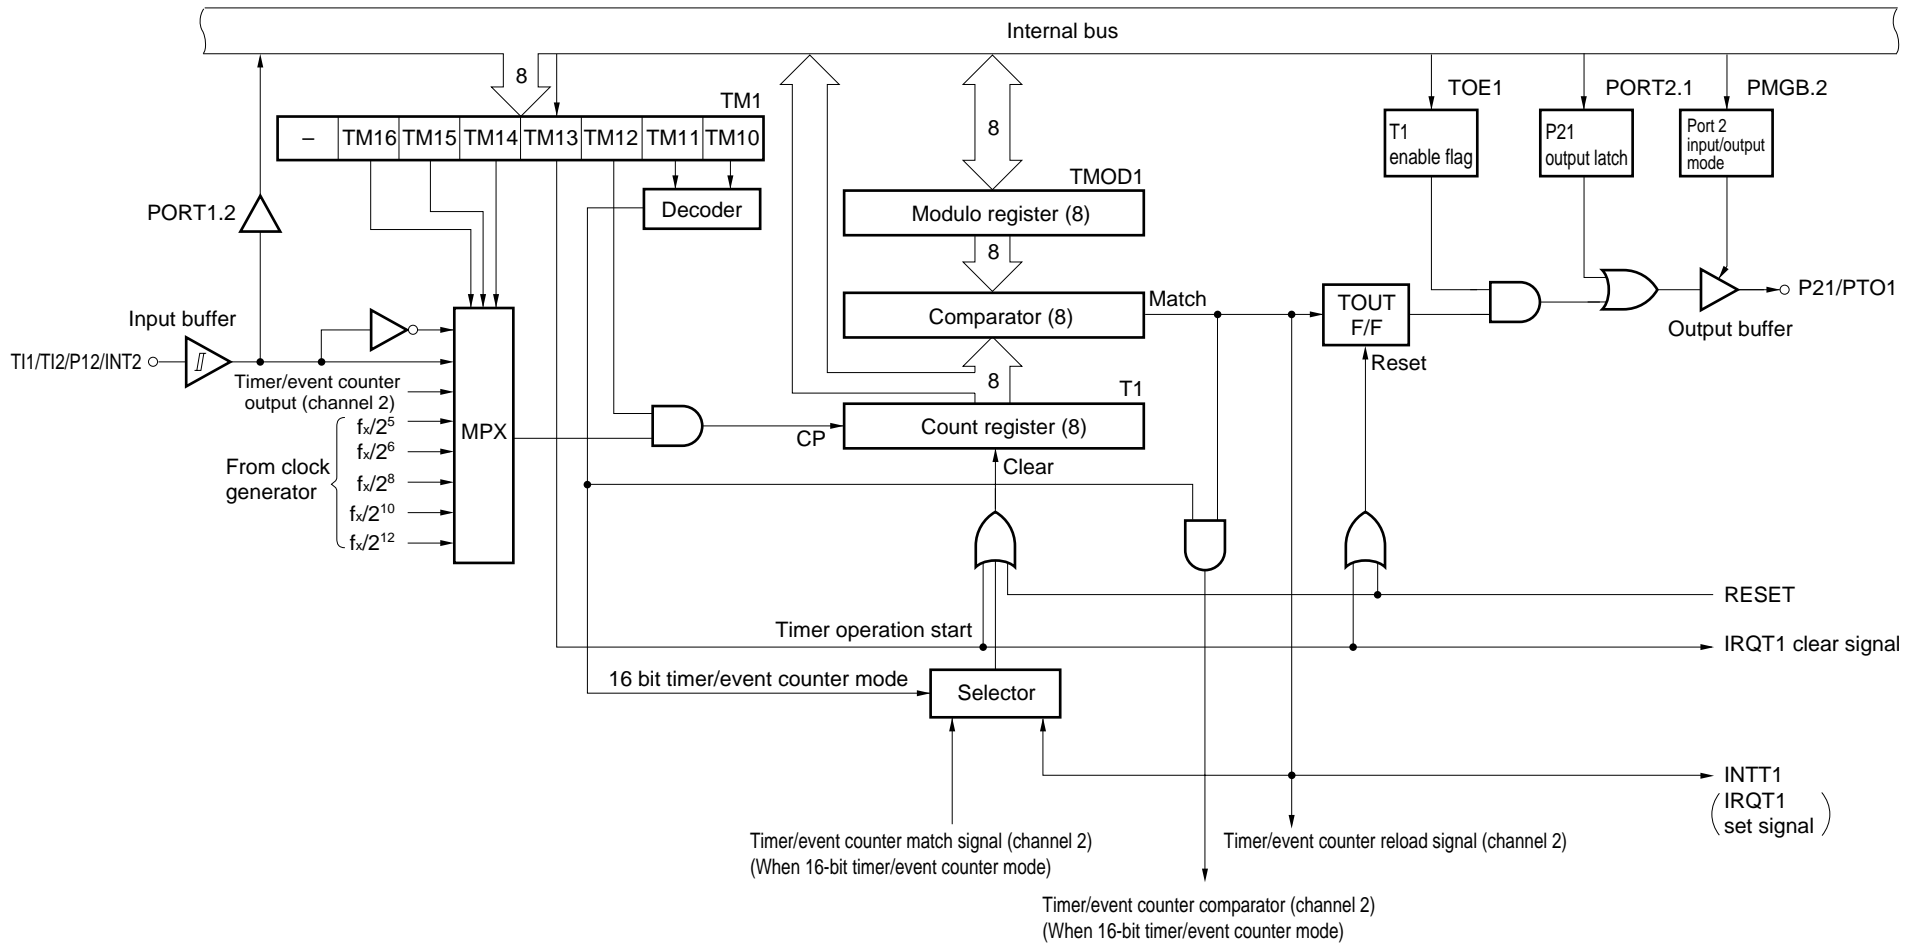 Internal bus
8
TM1
TOE1
PORT2.1
PMGB.2
– TM16 TM15 TM14 TM13 TM12 TM11 TM10
8
T1
enable flag
P21
output latch
Port 2
input/output
mode
TMOD1
PORT1.2
Decoder
Modulo register (8)
8
Match
Comparator (8)
TOUT
F/F
P21/PTO1
Output buffer
Input buffer
TI1/TI2/P12/INT2
Reset
Timer/event counter
output (channel 2)
8
T1
fx/2⁵
fx/2⁶
fx/2⁸
fx/2¹⁰
fx/2¹²
From clock
generator
MPX
CP
Count register (8)
Clear
RESET
Timer operation start
IRQT1 clear signal
16 bit timer/event counter mode
Selector
INTT1
(IRQT1
set signal)
Timer/event counter match signal (channel 2)
(When 16-bit timer/event counter mode)
Timer/event counter reload signal (channel 2)
Timer/event counter comparator (channel 2)
(When 16-bit timer/event counter mode)